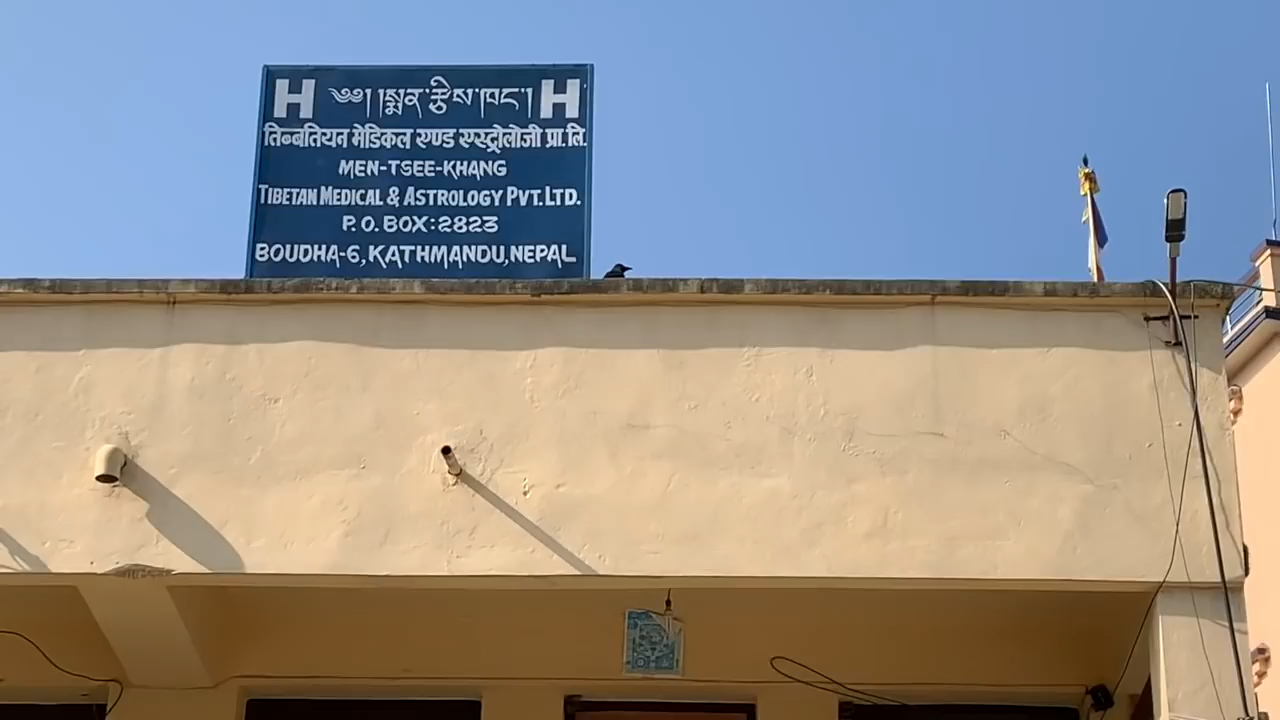 H ༄༅། །སྨན་རྩིས་ཁང་། H
तिब्बतियन मेडिकल एण्ड एस्ट्रोलोजी प्रा.लि.
MEN-TSEE-KHANG
TIBETAN MEDICAL & ASTROLOGY PVT.LTD.
P.O.BOX:2823
BOUDHA-6,KATHMANDU,NEPAL